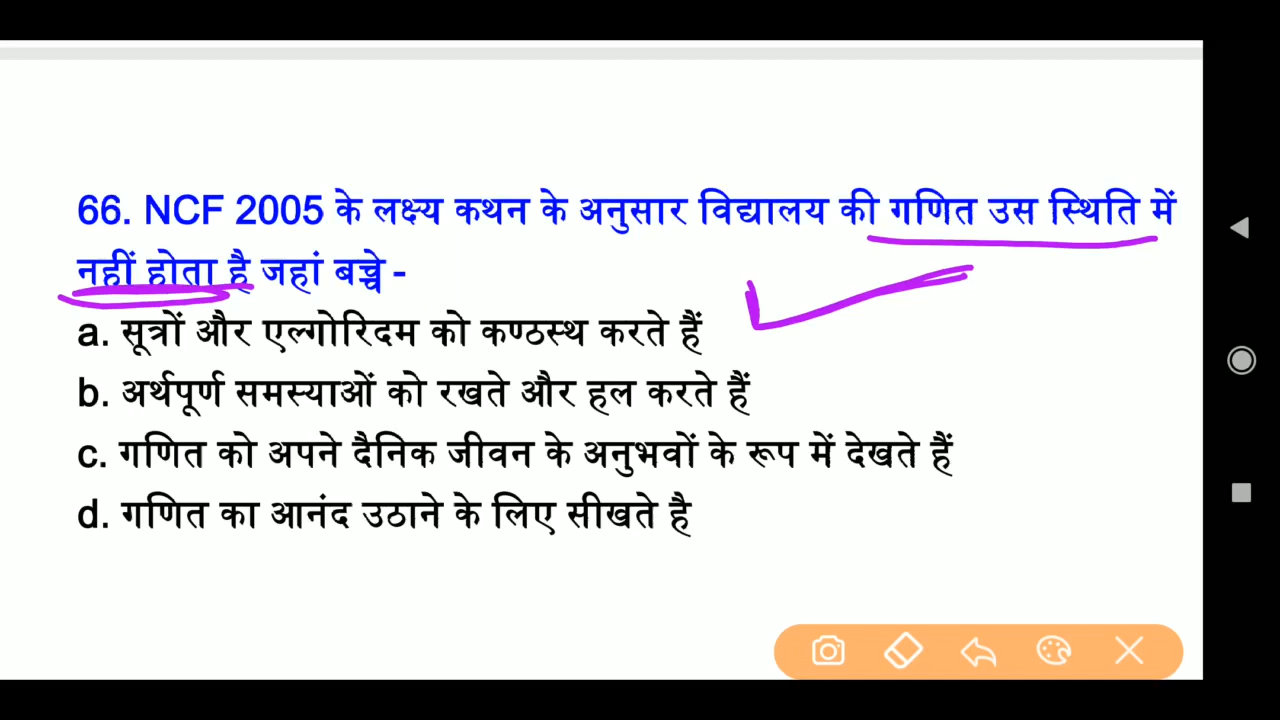 66. NCF 2005 के लक्ष्य कथन के अनुसार विद्यालय की गणित उस स्थिति में
नहीं होता है जहां बच्चे -
a. सूत्रों और एल्गोरिदम को कण्ठस्थ करते हैं
b. अर्थपूर्ण समस्याओं को रखते और हल करते हैं
c. गणित को अपने दैनिक जीवन के अनुभवों के रूप में देखते हैं
d. गणित का आनंद उठाने के लिए सीखते है